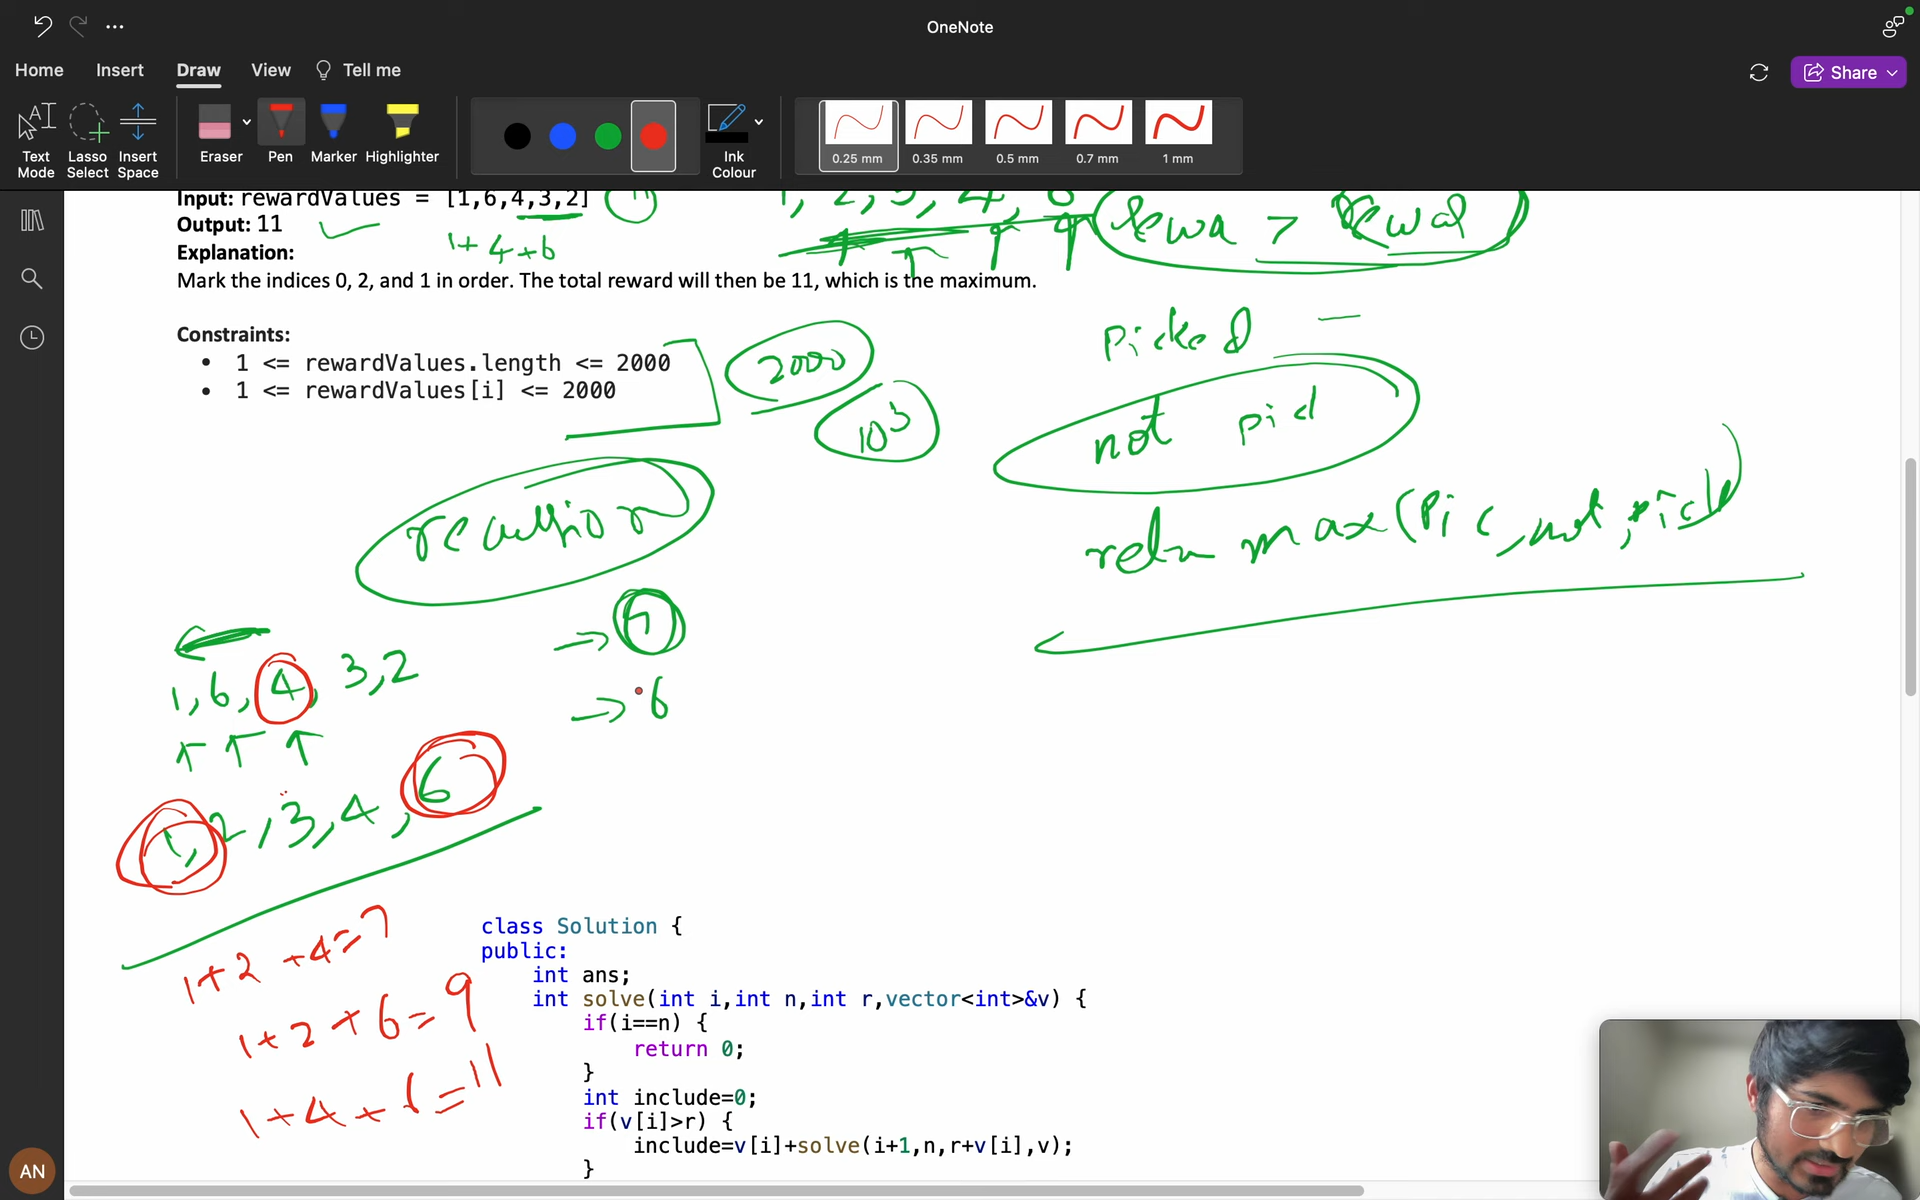 OneNote
Home Insert Draw View Tell me
Share
Text Mode
Lasso Select
Insert Space
Eraser
Pen
Marker
Highlighter
Ink Colour
0.25 mm
0.35 mm
0.5 mm
0.7 mm
1 mm
Input: rewardValues = [1,6,4,3,2]
Output: 11
1+4+6
Explanation:
Mark the indices 0, 2, and 1 in order. The total reward will then be 11, which is the maximum.
Constraints:
• 1 <= rewardValues.length <= 2000
• 1 <= rewardValues[i] <= 2000
2000
10³
Picked
not
1,6,4,3,2
6
1,2,3,4,6
1+2+4=7
1+2+6=9
1+4+6=11
class Solution {
public:
int ans;
int solve(int i,int n,int r,vector<int>&v) {
if(i==n) {
return 0;
}
int include=0;
if(v[i]>r) {
include=v[i]+solve(i+1,n,r+v[i],v);
}
AN